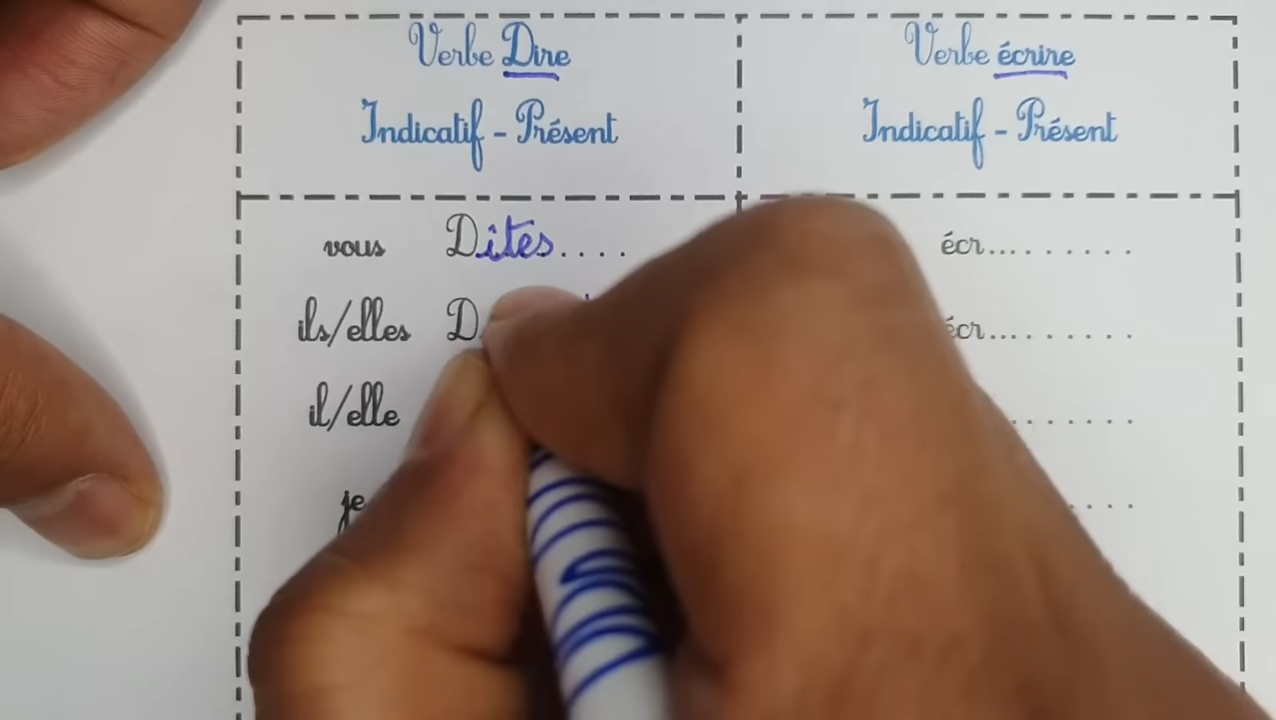 Verbe Dire
Indicatif - Présent
Verbe écrire
Indicatif - Présent
vous Dites....
écr.........
ils/elles D
écr.........
il/elle
je